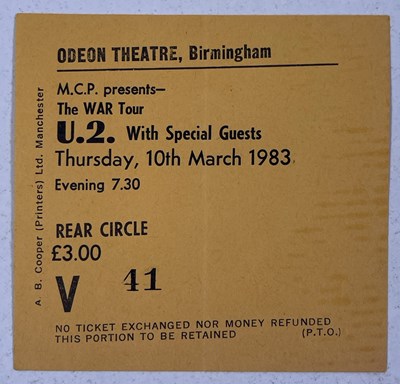 ODEON THEATRE, Birmingham
M.C.P. presents—
The WAR Tour
U.2. With Special Guests
Thursday, 10th March 1983
Evening 7.30
REAR CIRCLE
£3.00
V 41
NO TICKET EXCHANGED NOR MONEY REFUNDED
THIS PORTION TO BE RETAINED (P.T.O.)
A. B. Cooper (Printers) Ltd. Manchester